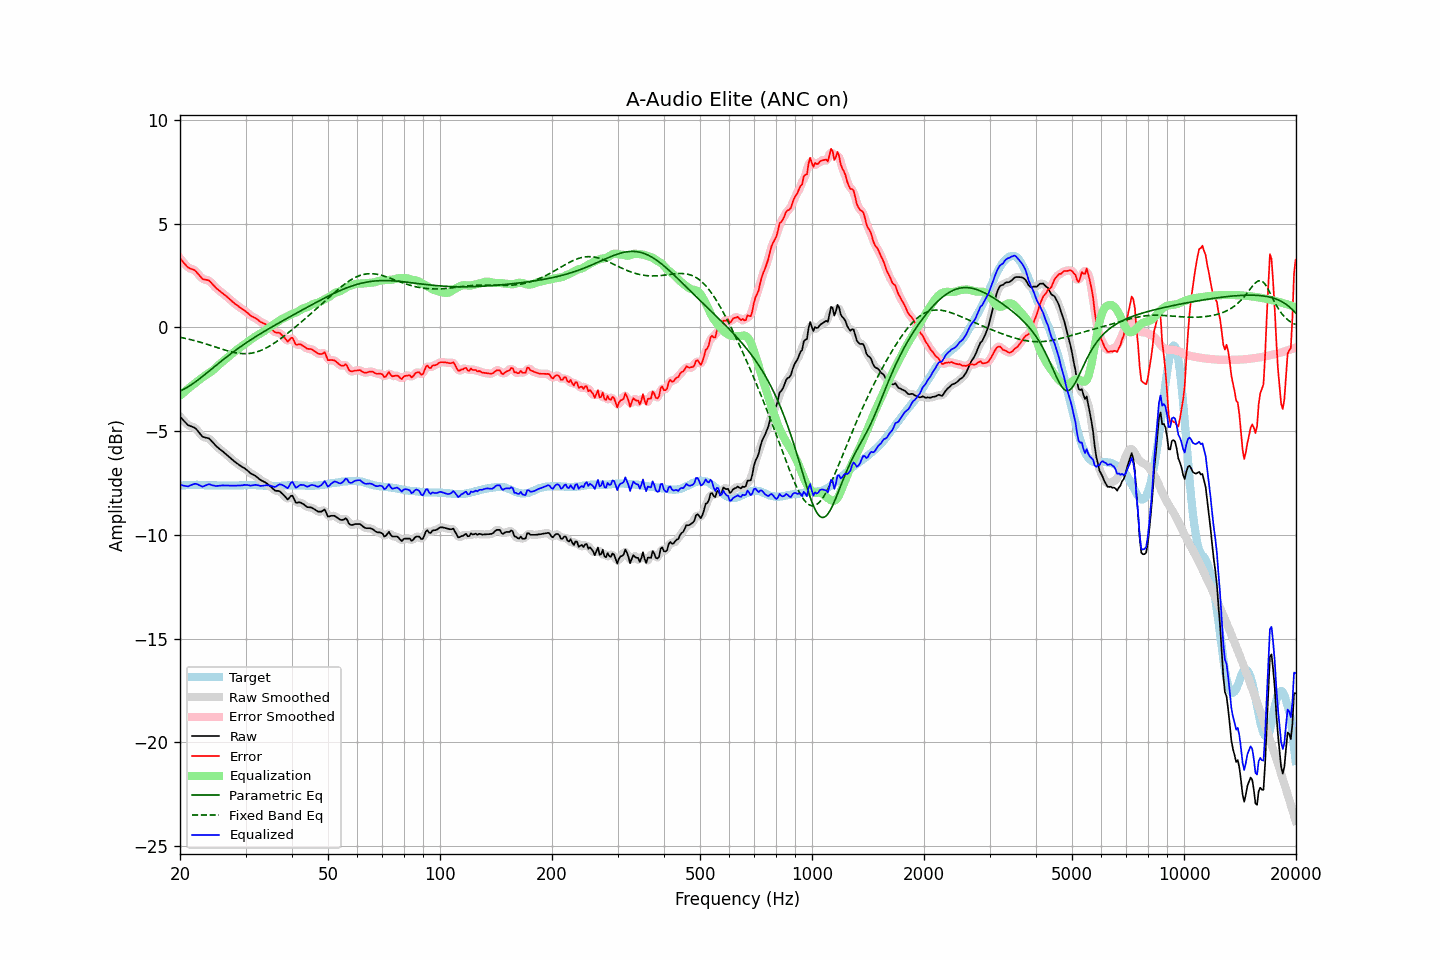 A-Audio Elite (ANC on)
Amplitude (dBr)
10
5
0
−5
−10
−15
−20
−25
Target
Raw Smoothed
Error Smoothed
Raw
Error
Equalization
Parametric Eq
Fixed Band Eq
Equalized
20 50 100 200 500 1000 2000 5000 10000 20000
Frequency (Hz)